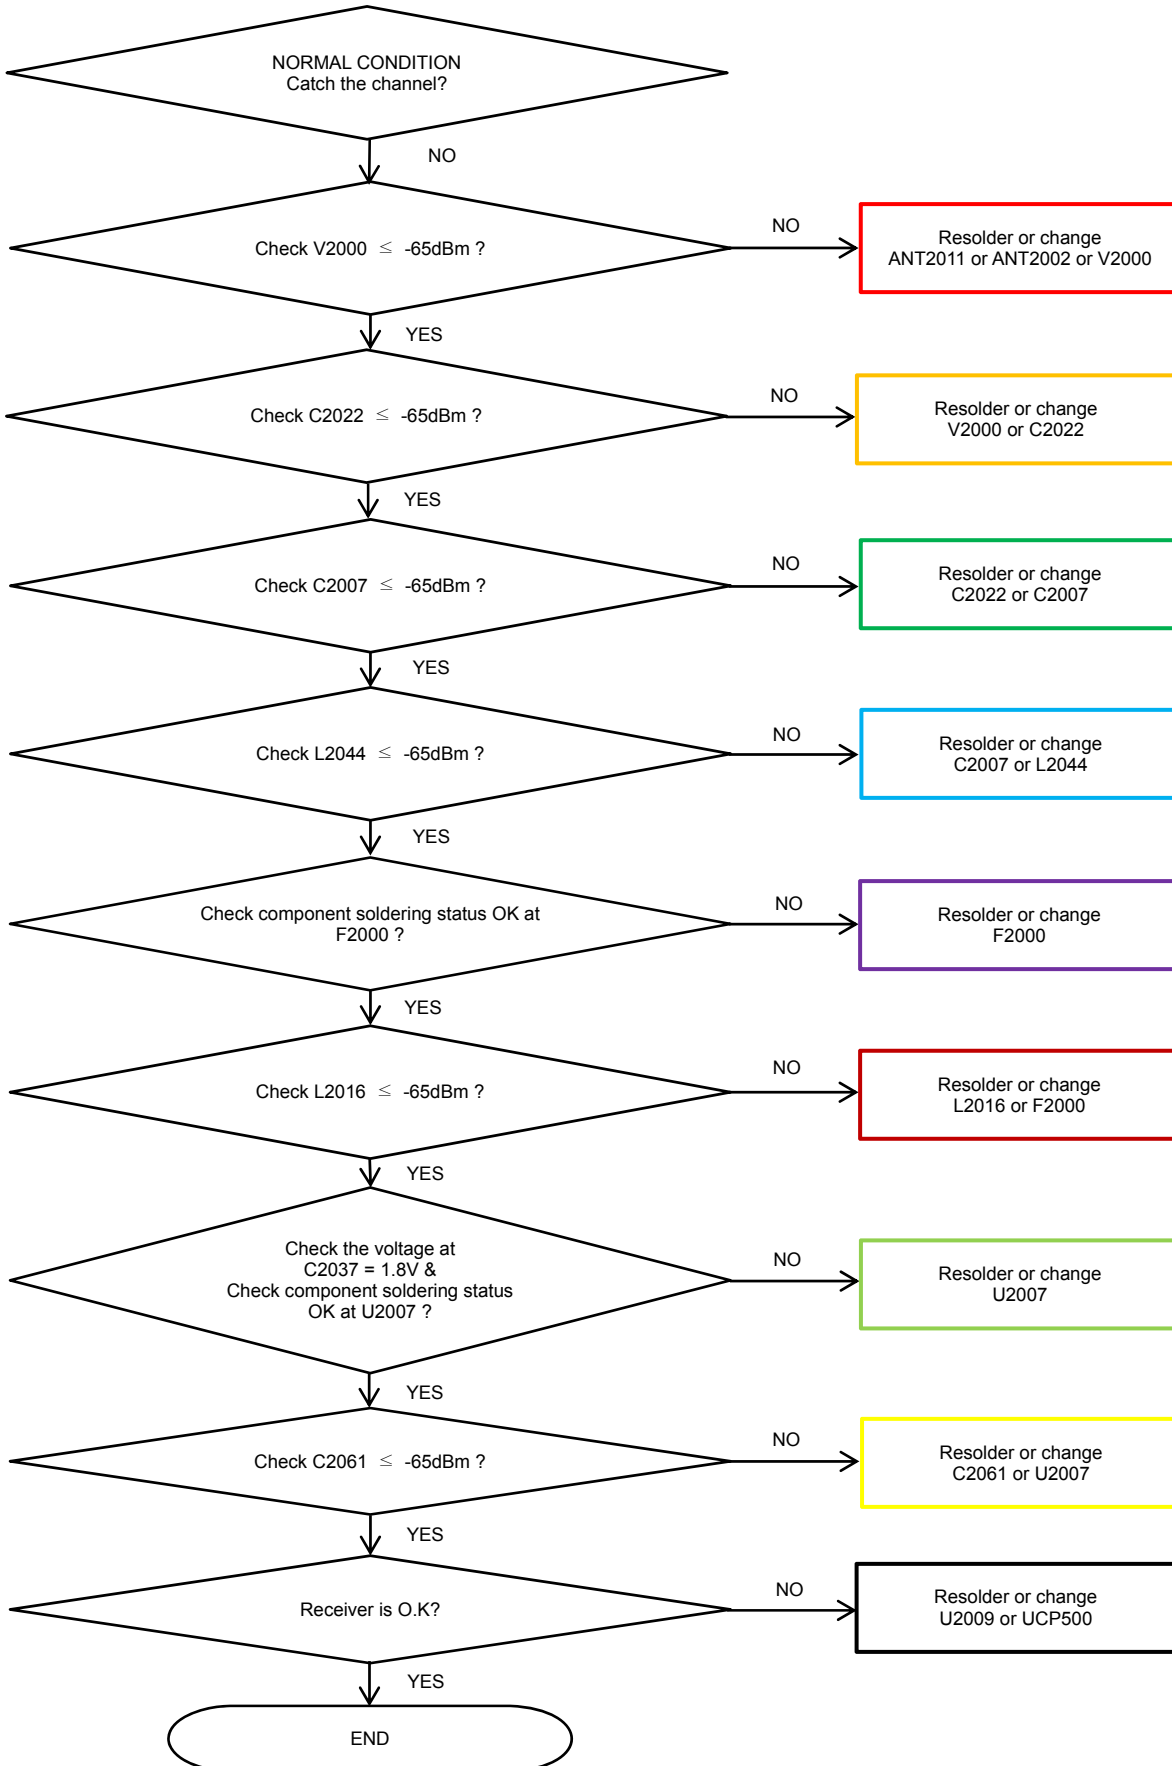 NORMAL CONDITION
Catch the channel?
NO
Check V2000 ≤ -65dBm ?
NO
Resolder or change
ANT2011 or ANT2002 or V2000
YES
Check C2022 ≤ -65dBm ?
NO
Resolder or change
V2000 or C2022
YES
Check C2007 ≤ -65dBm ?
NO
Resolder or change
C2022 or C2007
YES
Check L2044 ≤ -65dBm ?
NO
Resolder or change
C2007 or L2044
YES
Check component soldering status OK at
F2000 ?
NO
Resolder or change
F2000
YES
Check L2016 ≤ -65dBm ?
NO
Resolder or change
L2016 or F2000
YES
Check the voltage at
C2037 = 1.8V &
Check component soldering status
OK at U2007 ?
NO
Resolder or change
U2007
YES
Check C2061 ≤ -65dBm ?
NO
Resolder or change
C2061 or U2007
YES
Receiver is O.K?
NO
Resolder or change
U2009 or UCP500
YES
END